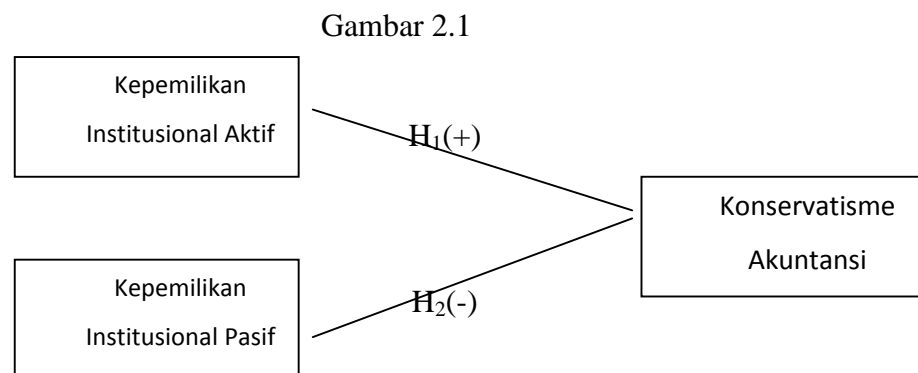 Gambar 2.1
Kepemilikan
Institusional Aktif
H₁(+)
Konservatisme
Akuntansi
Kepemilikan
Institusional Pasif
H₂(-)